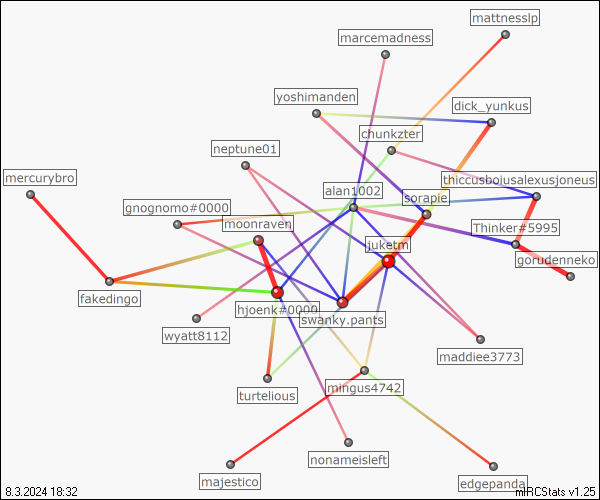 mattnesslp
marcemadness
yoshimanden
dick_yunkus
chunkzter
neptune01
mercurybro
thiccusbojusalexusjoneus
alan1002
sorapie
gnognomo#0000
moonraven
Thinker#5995
juketm
gorudenneko
fakedingo
hjoenk#0000
swanky.pants
wyatt8112
maddiee3773
mingus4742
turtelious
nonameisleft
majestico
edgepanda
8.3.2024 18:32
mIRCStats v1.25